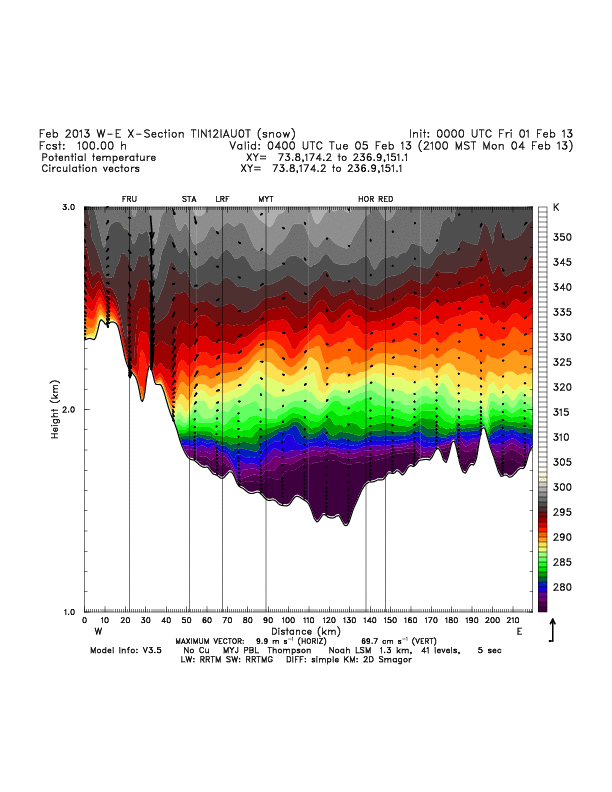 Feb 2013 W-E X-Section TIN12IAU0T (snow) Init: 0000 UTC Fri 01 Feb 13
Fcst: 100.00 h Valid: 0400 UTC Tue 05 Feb 13 (2100 MST Mon 04 Feb 13)
Potential temperature XY= 73.8,174.2 to 236.9,151.1
Circulation vectors XY= 73.8,174.2 to 236.9,151.1
FRU STA LRF MYT HOR RED
3.0 K
350
345
340
335
330
325
320
Height (km) 2.0 315
310
305
300
295
290
285
280
1.0
0 10 20 30 40 50 60 70 80 90 100 110 120 130 140 150 160 170 180 190 200 210
W Distance (km) E
MAXIMUM VECTOR: 9.9 m s⁻¹ (HORIZ) 69.7 cm s⁻¹ (VERT)
Model Info: V3.5 No Cu MYJ PBL Thompson Noah LSM 1.3 km, 41 levels, 5 sec
LW: RRTM SW: RRTMG DIFF: simple KM: 2D Smagor